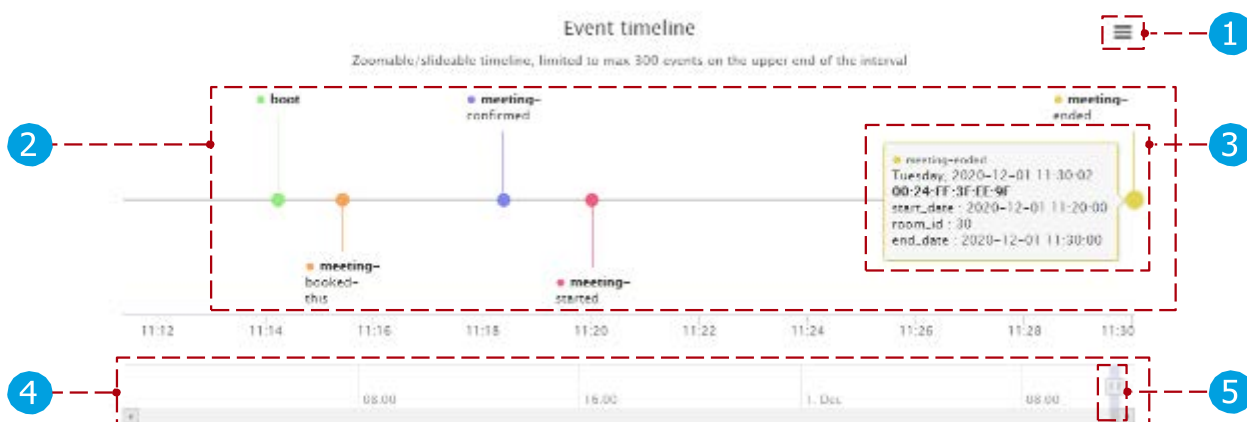 Event timeline
1
Zoomable/slideable timeline, limited to max 300 events on the upper end of the interval
boot
meeting-
confirmed
meeting-
ended
2
3
meeting-ended
Tuesday, 2020-12-01 11:30:02
00-24-FF-3F-EE-9F
start_date : 2020-12-01 11:20:00
room_id : 30
end_date : 2020-12-01 11:30:00
meeting-
booked-
this
meeting-
started
11:12 11:14 11:16 11:18 11:20 11:22 11:24 11:26 11:28 11:30
4
5
08:00 16:00 1. Dec 08:00